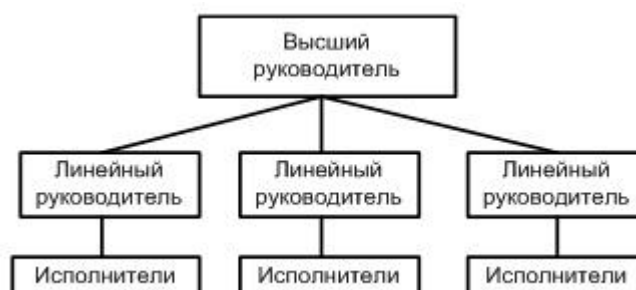 Высший
руководитель
Линейный
руководитель
Линейный
руководитель
Линейный
руководитель
Исполнители
Исполнители
Исполнители